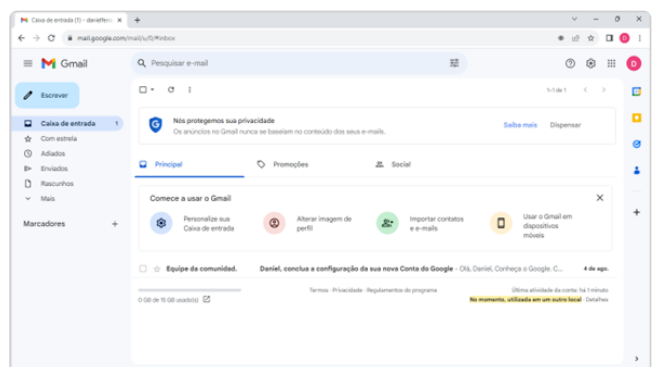 Caixa de entrada (1) - danielferr
mail.google.com/mail/u/0/#inbox
Gmail
Pesquisar e-mail
D
Escrever
1-1 de 1
Caixa de entrada 1
Com estrela
Adiados
Enviados
Rascunhos
Mais
Marcadores
Nós protegemos sua privacidade
Os anúncios no Gmail nunca se baseiam no conteúdo dos seus e-mails.
Saiba mais Dispensar
Principal Promoções Social
Comece a usar o Gmail
Personalize sua
Caixa de entrada
Alterar imagem de
perfil
Importar contatos
e e-mails
Usar o Gmail em
dispositivos
móveis
Equipe da comunidad. Daniel, conclua a configuração da sua nova Conta do Google - Olá, Daniel, Conheça o Google. C... 4 de ago.
0 GB de 15 GB usado(s)
Termos · Privacidade · Regulamentos do programa
Última atividade da conta: há 1 minuto
No momento, utilizada em um outro local · Detalhes